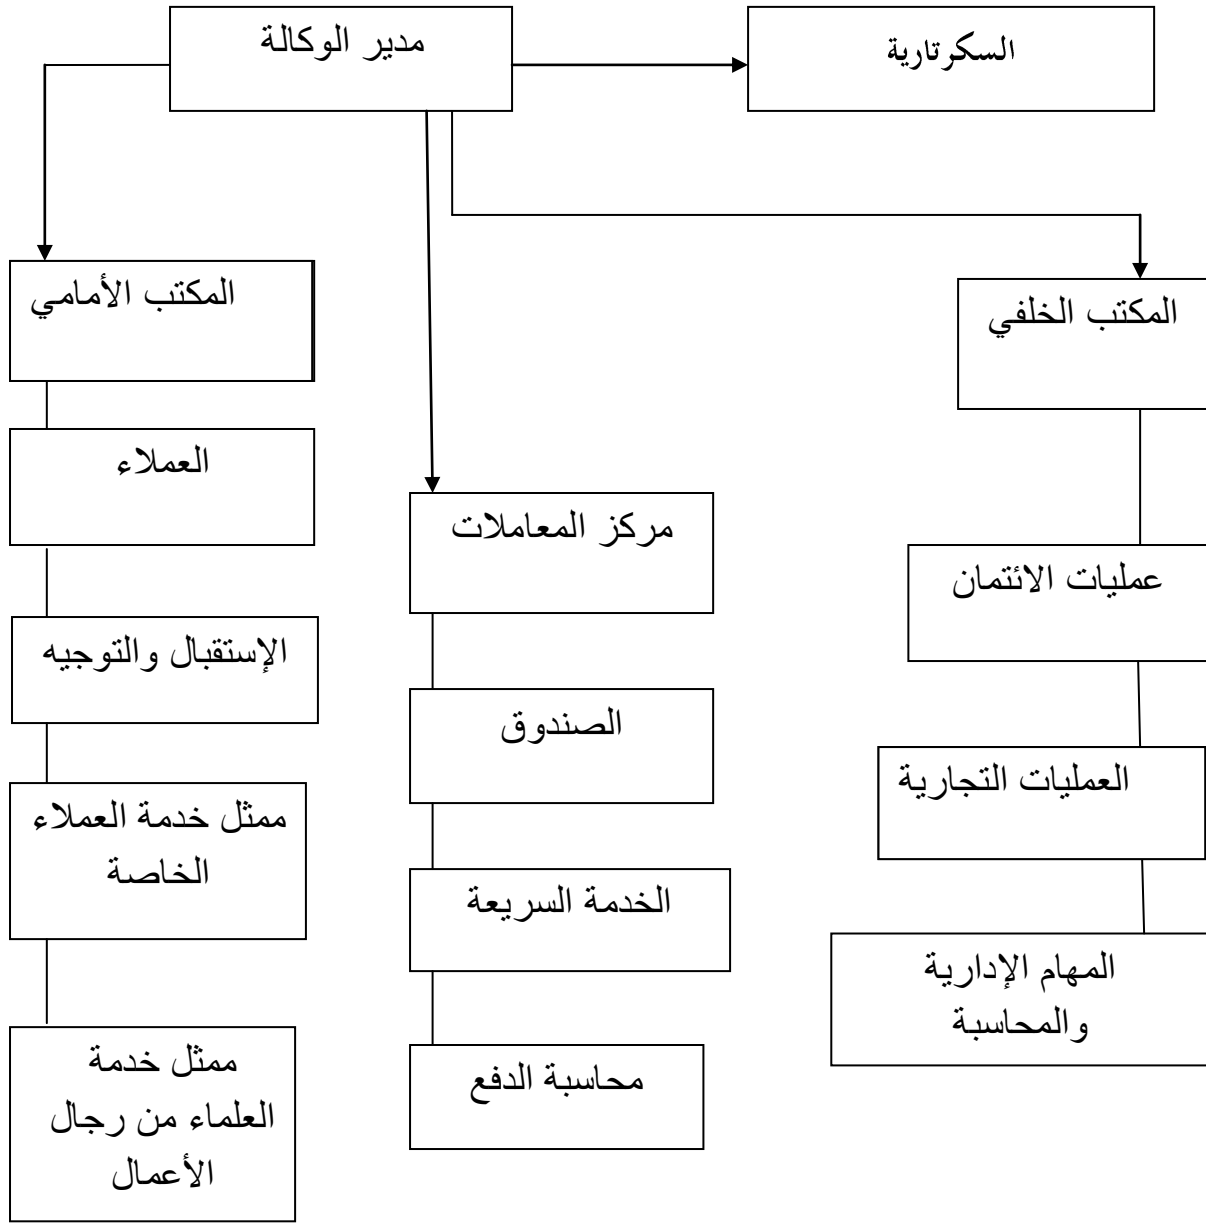 مدير الوكالة
السكرتارية
المكتب الأمامي
العملاء
الإستقبال والتوجيه
ممثل خدمة العملاء
الخاصة
ممثل خدمة
العلماء من رجال
الأعمال
مركز المعاملات
الصندوق
الخدمة السريعة
محاسبة الدفع
المكتب الخلفي
عمليات الائتمان
العمليات التجارية
المهام الإدارية
والمحاسبة